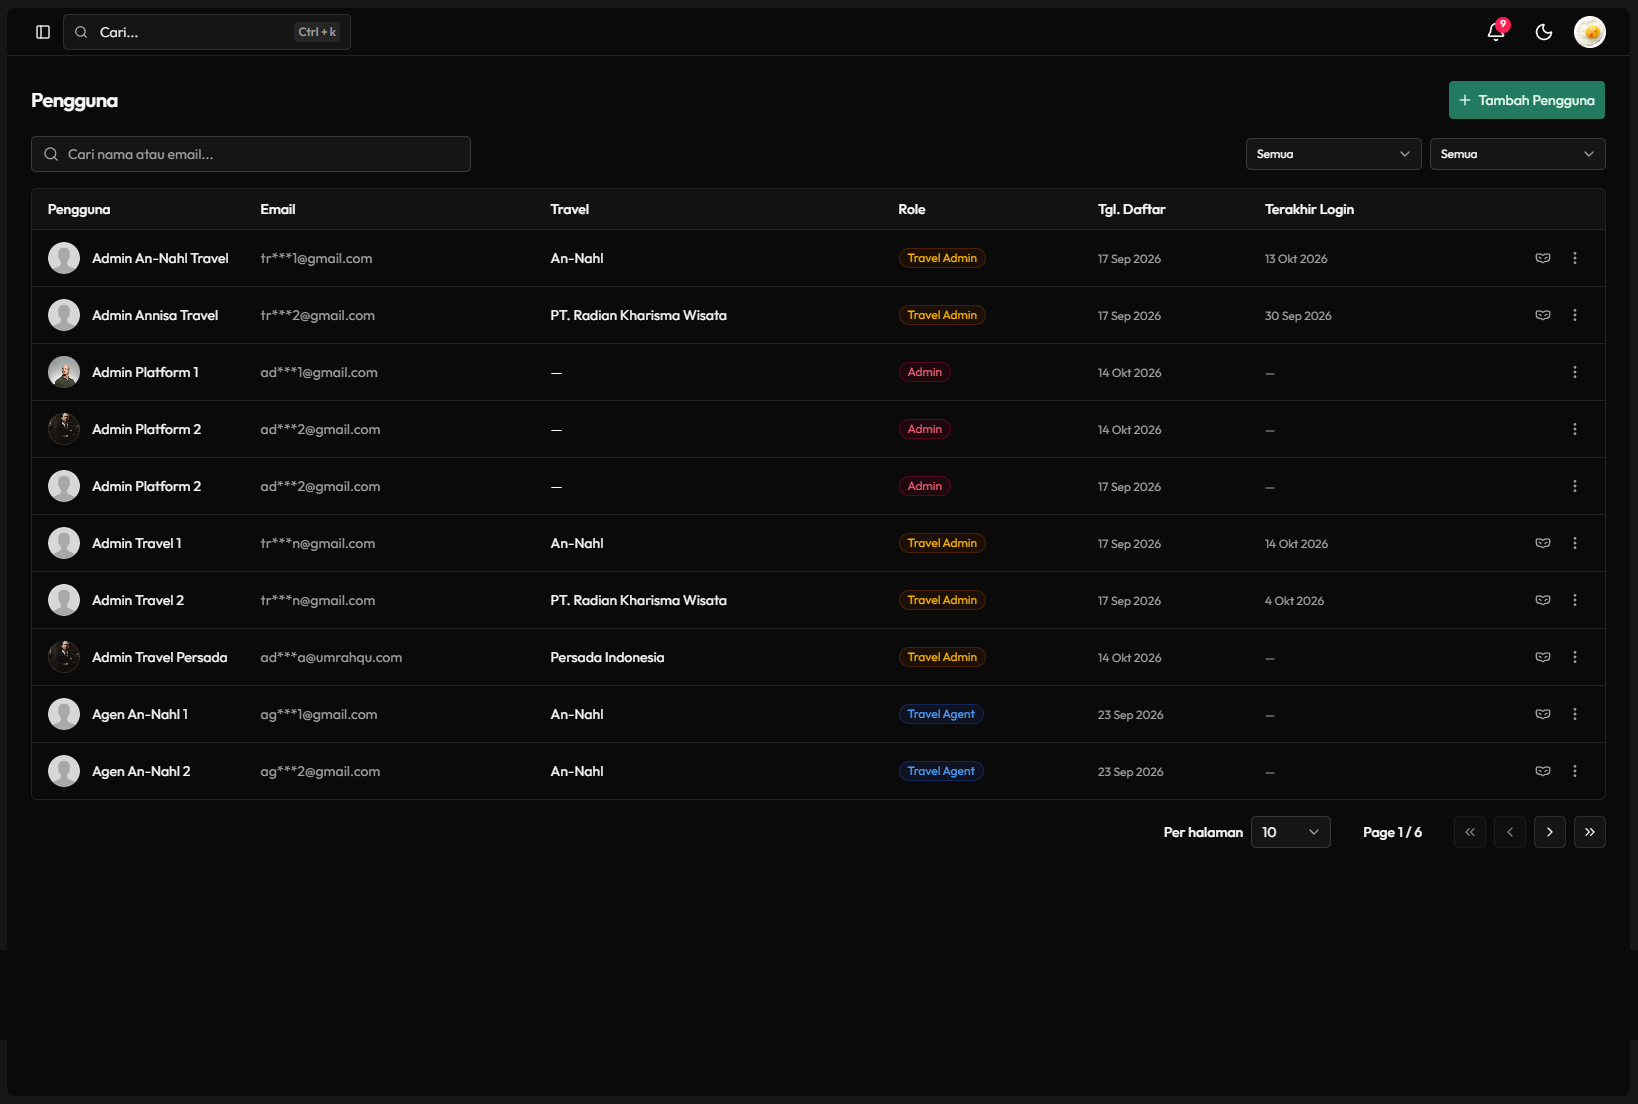 Cari...
Ctrl + k
9
Pengguna
+ Tambah Pengguna
Cari nama atau email...
Semua
Semua
Pengguna Email Travel Role Tgl. Daftar Terakhir Login
Admin An-Nahl Travel tr***1@gmail.com An-Nahl Travel Admin 17 Sep 2026 13 Okt 2026
Admin Annisa Travel tr***2@gmail.com PT. Radian Kharisma Wisata Travel Admin 17 Sep 2026 30 Sep 2026
Admin Platform 1 ad***1@gmail.com — Admin 14 Okt 2026 —
Admin Platform 2 ad***2@gmail.com — Admin 14 Okt 2026 —
Admin Platform 2 ad***2@gmail.com — Admin 17 Sep 2026 —
Admin Travel 1 tr***n@gmail.com An-Nahl Travel Admin 17 Sep 2026 14 Okt 2026
Admin Travel 2 tr***n@gmail.com PT. Radian Kharisma Wisata Travel Admin 17 Sep 2026 4 Okt 2026
Admin Travel Persada ad***a@umrahqu.com Persada Indonesia Travel Admin 14 Okt 2026 —
Agen An-Nahl 1 ag***1@gmail.com An-Nahl Travel Agent 23 Sep 2026 —
Agen An-Nahl 2 ag***2@gmail.com An-Nahl Travel Agent 23 Sep 2026 —
Per halaman 10 Page 1 / 6